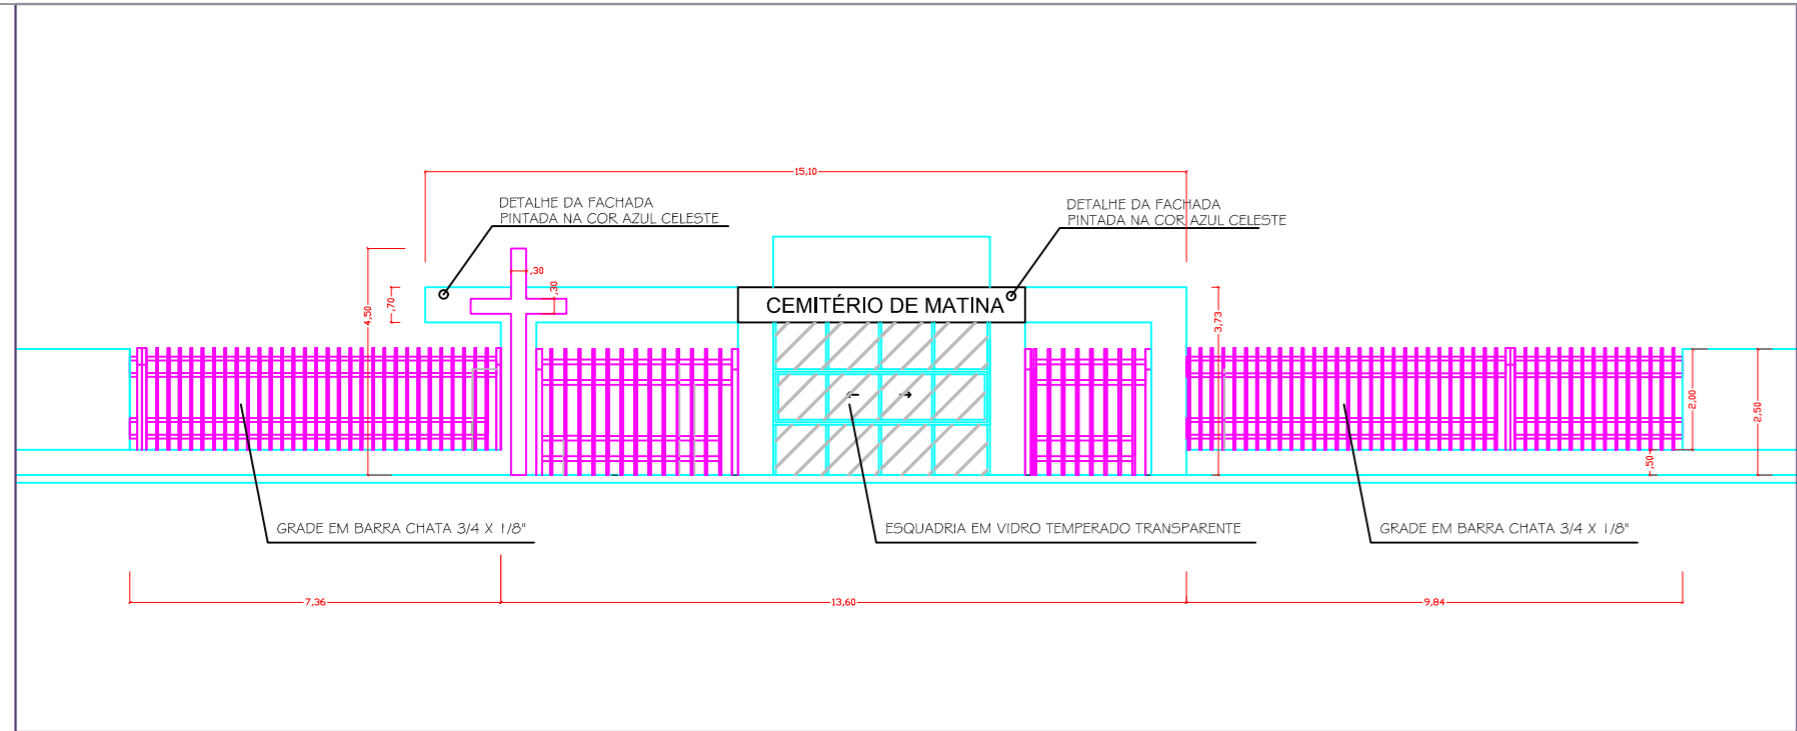 15,10
DETALHE DA FACHADA
PINTADA NA COR AZUL CELESTE
DETALHE DA FACHADA
PINTADA NA COR AZUL CELESTE
,30
,30
,70
4,50
CEMITÉRIO DE MATINA
3,73
2,00
2,50
,50
GRADE EM BARRA CHATA 3/4 X 1/8"
ESQUADRIA EM VIDRO TEMPERADO TRANSPARENTE
GRADE EM BARRA CHATA 3/4 X 1/8"
7,36
13,60
9,84